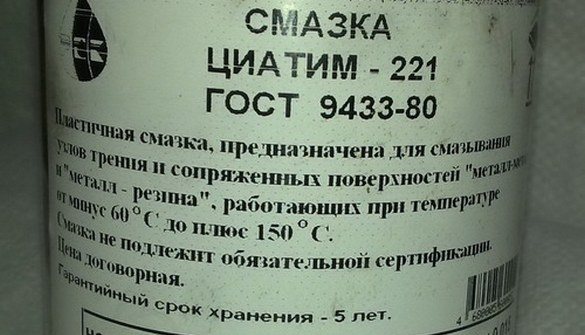 СМАЗКА
ЦИАТИМ - 221
ГОСТ 9433-80
Пластичная смазка, предназначена для смазывания
узлов трения и сопряженных поверхностей "металл-
и "металл - резина", работающих при температуре
от минус 60°С до плюс 150°С.
Смазка не подлежит обязательной сертификации.
Цена договорная.
Гарантийный срок хранения - 5 лет.